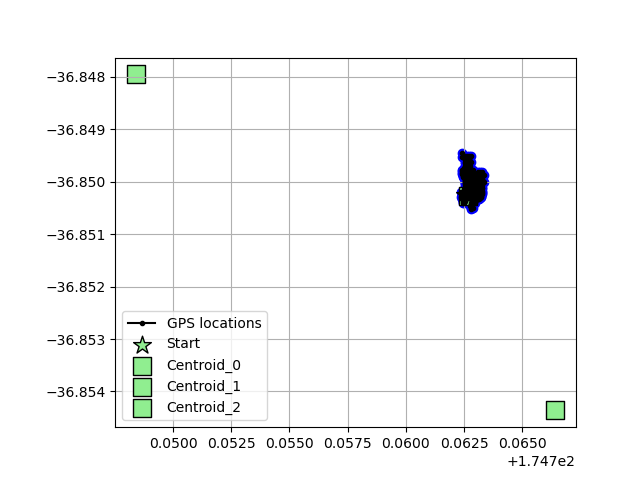 −36.848
−36.849
−36.850
−36.851
−36.852
−36.853
−36.854
GPS locations
Start
Centroid_0
Centroid_1
Centroid_2
0.0500 0.0525 0.0550 0.0575 0.0600 0.0625 0.0650
+1.747e2